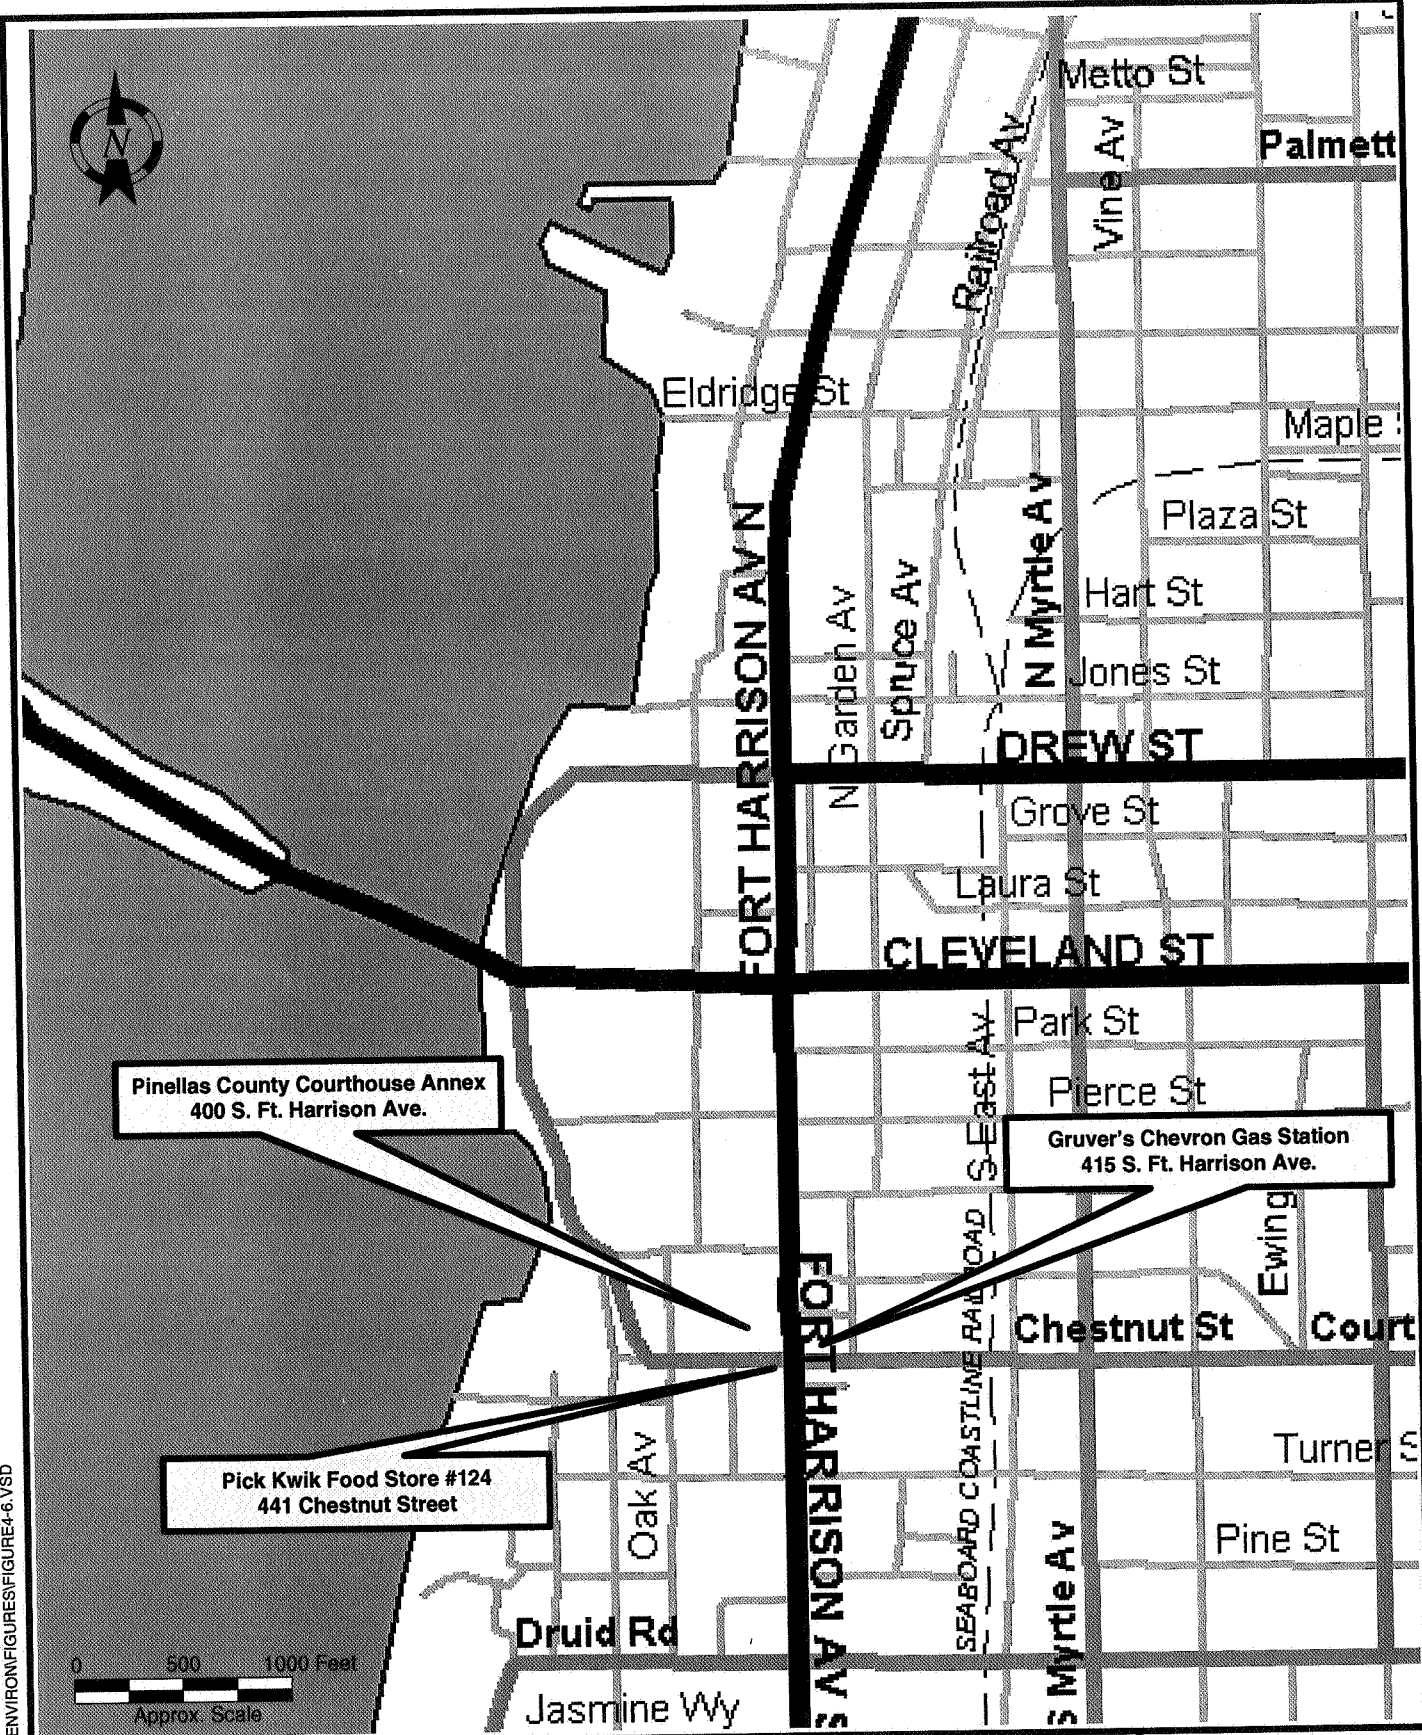 N
Metto St
Palmett
Vine Av
Railroad Av
Eldridge St
Maple
Plaza St
N Myrtle Av
Hart St
FORT HARRISON AV N
N Garden Av
Spruce Av
Jones St
DREW ST
Grove St
Laura St
CLEVELAND ST
Park St
S East Av
Pierce St
Pinellas County Courthouse Annex
400 S. Ft. Harrison Ave.
Gruver's Chevron Gas Station
415 S. Ft. Harrison Ave.
Ewing
Chestnut St
Court
FORT HARRISON AV S
SEABOARD COASTLINE RAILROAD
Turner S
Pick Kwik Food Store #124
441 Chestnut Street
Oak Av
Pine St
S Myrtle Av
Druid Rd
0 500 1000 Feet
Approx. Scale
Jasmine Wy
ENVIRON\FIGURES\FIGURE4-6.VSD